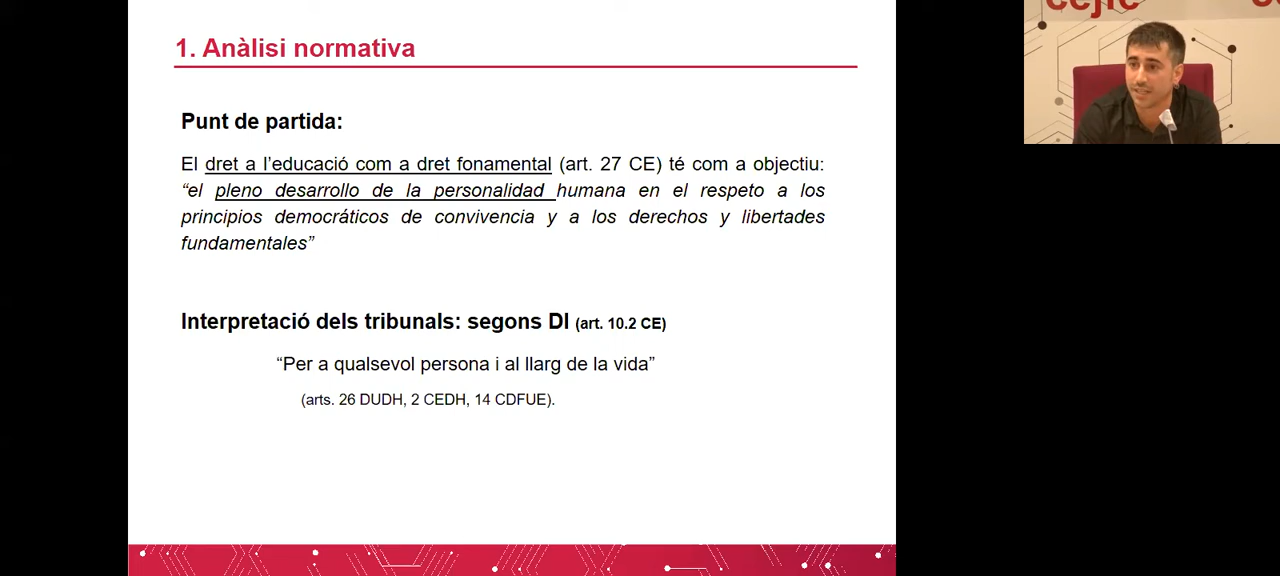 cejfe
1. Anàlisi normativa
Punt de partida:
El dret a l’educació com a dret fonamental (art. 27 CE) té com a objectiu:
“el pleno desarrollo de la personalidad humana en el respeto a los
principios democráticos de convivencia y a los derechos y libertades
fundamentales”
Interpretació dels tribunals: segons DI (art. 10.2 CE)
“Per a qualsevol persona i al llarg de la vida”
(arts. 26 DUDH, 2 CEDH, 14 CDFUE).